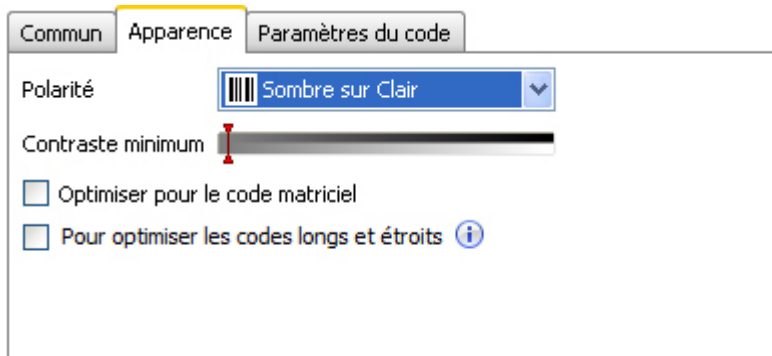 Commun Apparence Paramètres du code
Polarité Sombre sur Clair
Contraste minimum
Optimiser pour le code matriciel
Pour optimiser les codes longs et étroits